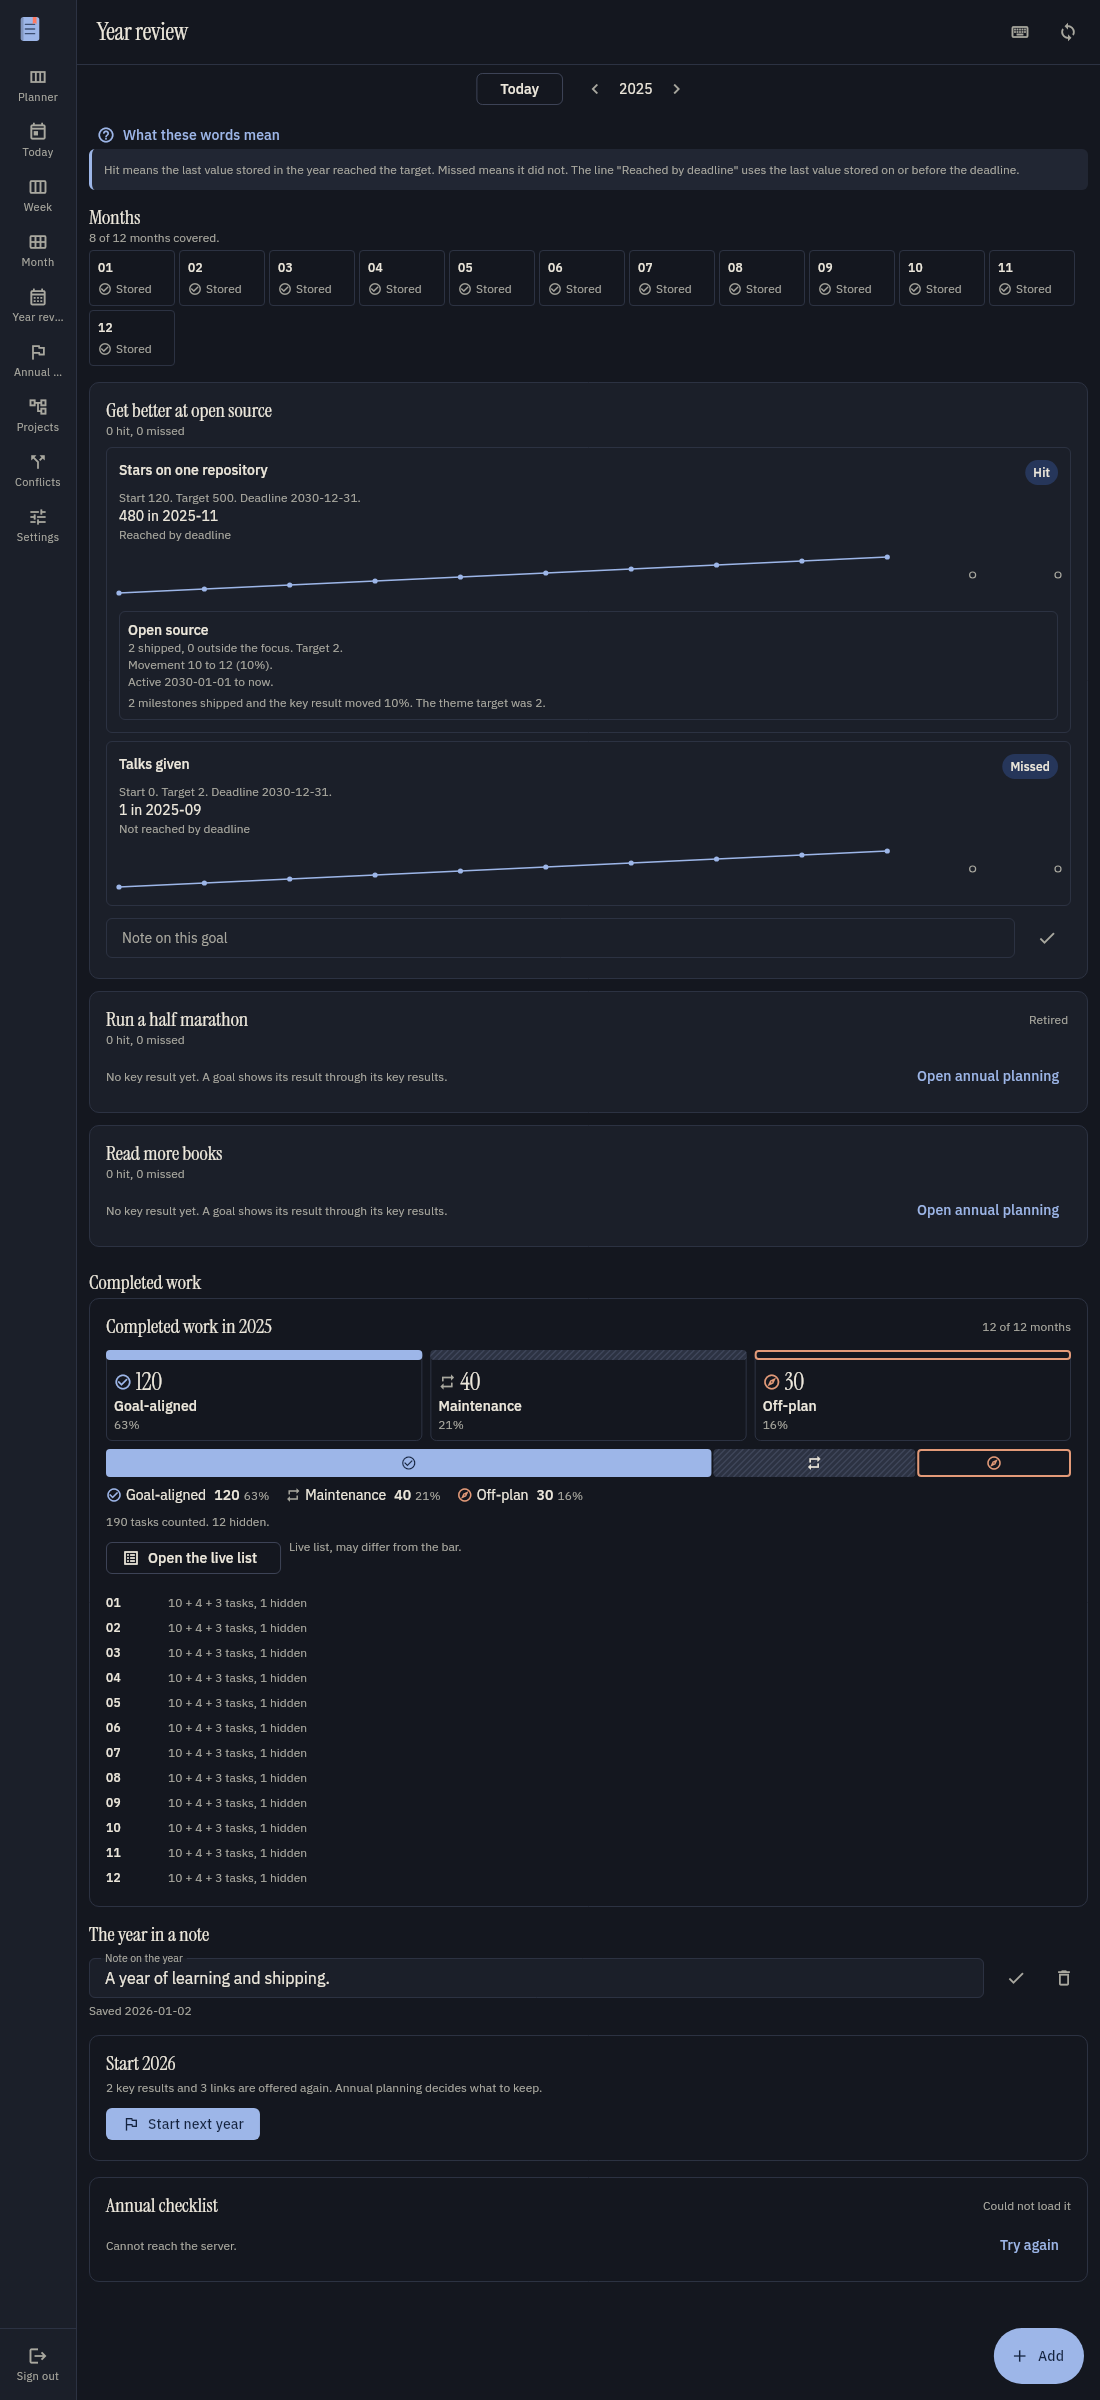 Year review
Planner
Today
Week
Month
Year rev...
Annual ...
Projects
Conflicts
Settings
Sign out
Today
2025
What these words mean
Hit means the last value stored in the year reached the target. Missed means it did not. The line "Reached by deadline" uses the last value stored on or before the deadline.
Months
8 of 12 months covered.
01
Stored
02
Stored
03
Stored
04
Stored
05
Stored
06
Stored
07
Stored
08
Stored
09
Stored
10
Stored
11
Stored
12
Stored
Get better at open source
0 hit, 0 missed
Stars on one repository
Hit
Start 120. Target 500. Deadline 2030-12-31.
480 in 2025-11
Reached by deadline
Open source
2 shipped, 0 outside the focus. Target 2.
Movement 10 to 12 (10%).
Active 2030-01-01 to now.
2 milestones shipped and the key result moved 10%. The theme target was 2.
Talks given
Missed
Start 0. Target 2. Deadline 2030-12-31.
1 in 2025-09
Not reached by deadline
Note on this goal
Run a half marathon
Retired
0 hit, 0 missed
No key result yet. A goal shows its result through its key results.
Open annual planning
Read more books
0 hit, 0 missed
No key result yet. A goal shows its result through its key results.
Open annual planning
Completed work
Completed work in 2025
12 of 12 months
120
Goal-aligned
63%
40
Maintenance
21%
30
Off-plan
16%
Goal-aligned 120 63% Maintenance 40 21% Off-plan 30 16%
190 tasks counted. 12 hidden.
Open the live list
Live list, may differ from the bar.
01 10 + 4 + 3 tasks, 1 hidden
02 10 + 4 + 3 tasks, 1 hidden
03 10 + 4 + 3 tasks, 1 hidden
04 10 + 4 + 3 tasks, 1 hidden
05 10 + 4 + 3 tasks, 1 hidden
06 10 + 4 + 3 tasks, 1 hidden
07 10 + 4 + 3 tasks, 1 hidden
08 10 + 4 + 3 tasks, 1 hidden
09 10 + 4 + 3 tasks, 1 hidden
10 10 + 4 + 3 tasks, 1 hidden
11 10 + 4 + 3 tasks, 1 hidden
12 10 + 4 + 3 tasks, 1 hidden
The year in a note
Note on the year
A year of learning and shipping.
Saved 2026-01-02
Start 2026
2 key results and 3 links are offered again. Annual planning decides what to keep.
Start next year
Annual checklist
Could not load it
Cannot reach the server.
Try again
Add